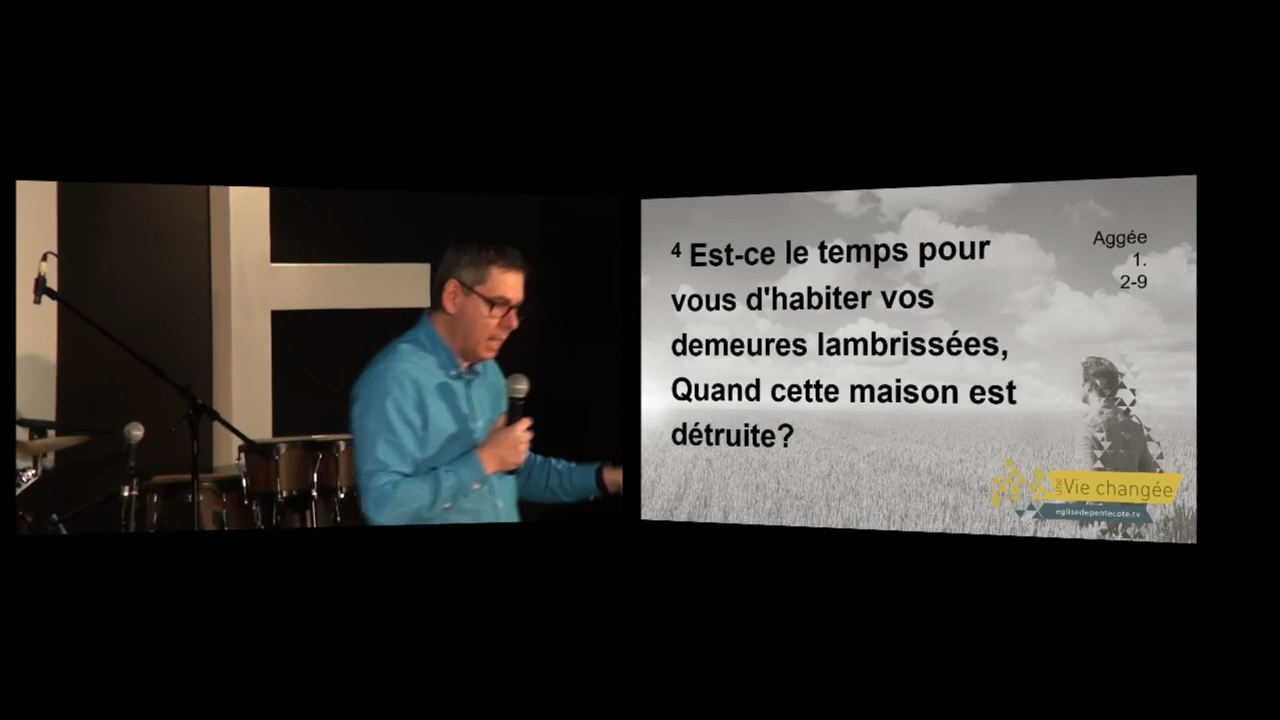 ⁴ Est-ce le temps pour
vous d'habiter vos
demeures lambrissées,
Quand cette maison est
détruite?
Aggée
1.
2-9
une Vie changée
eglisedepentecote.tv